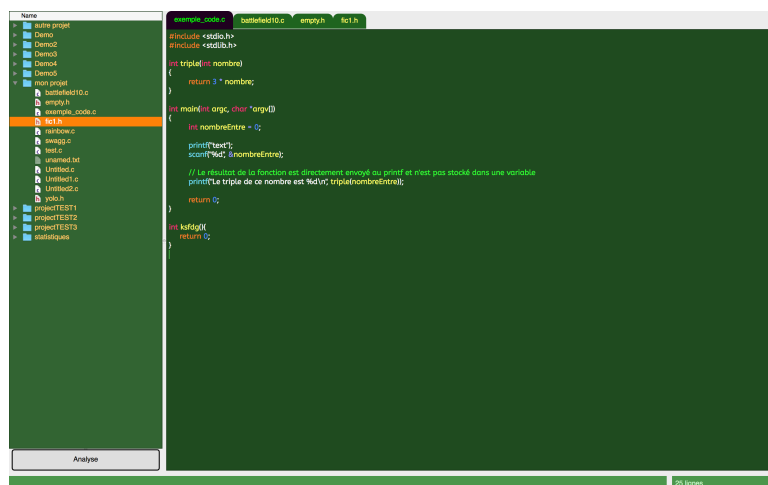 Name
autre projet
Demo
Demo2
Demo3
Demo4
Demo5
mon projet
battlefield10.c
empty.h
exemple_code.c
fic1.h
rainbow.c
swagg.c
test.c
unamed.txt
Untitled.c
Untitled1.c
Untitled2.c
yolo.h
projectTEST1
projectTEST2
projectTEST3
statistiques
Analyse
exemple_code.c battlefield10.c empty.h fic1.h
#include <stdio.h>
#include <stdlib.h>
int triple(int nombre)
{
return 3 * nombre;
}
int main(int argc, char *argv[])
{
int nombreEntre = 0;
printf("text");
scanf("%d", &nombreEntre);
// Le résultat de la fonction est directement envoyé au printf et n'est pas stocké dans une variable
printf("Le triple de ce nombre est %d\n", triple(nombreEntre));
return 0;
}
int ksfdg(){
return 0;
}
25 lignes